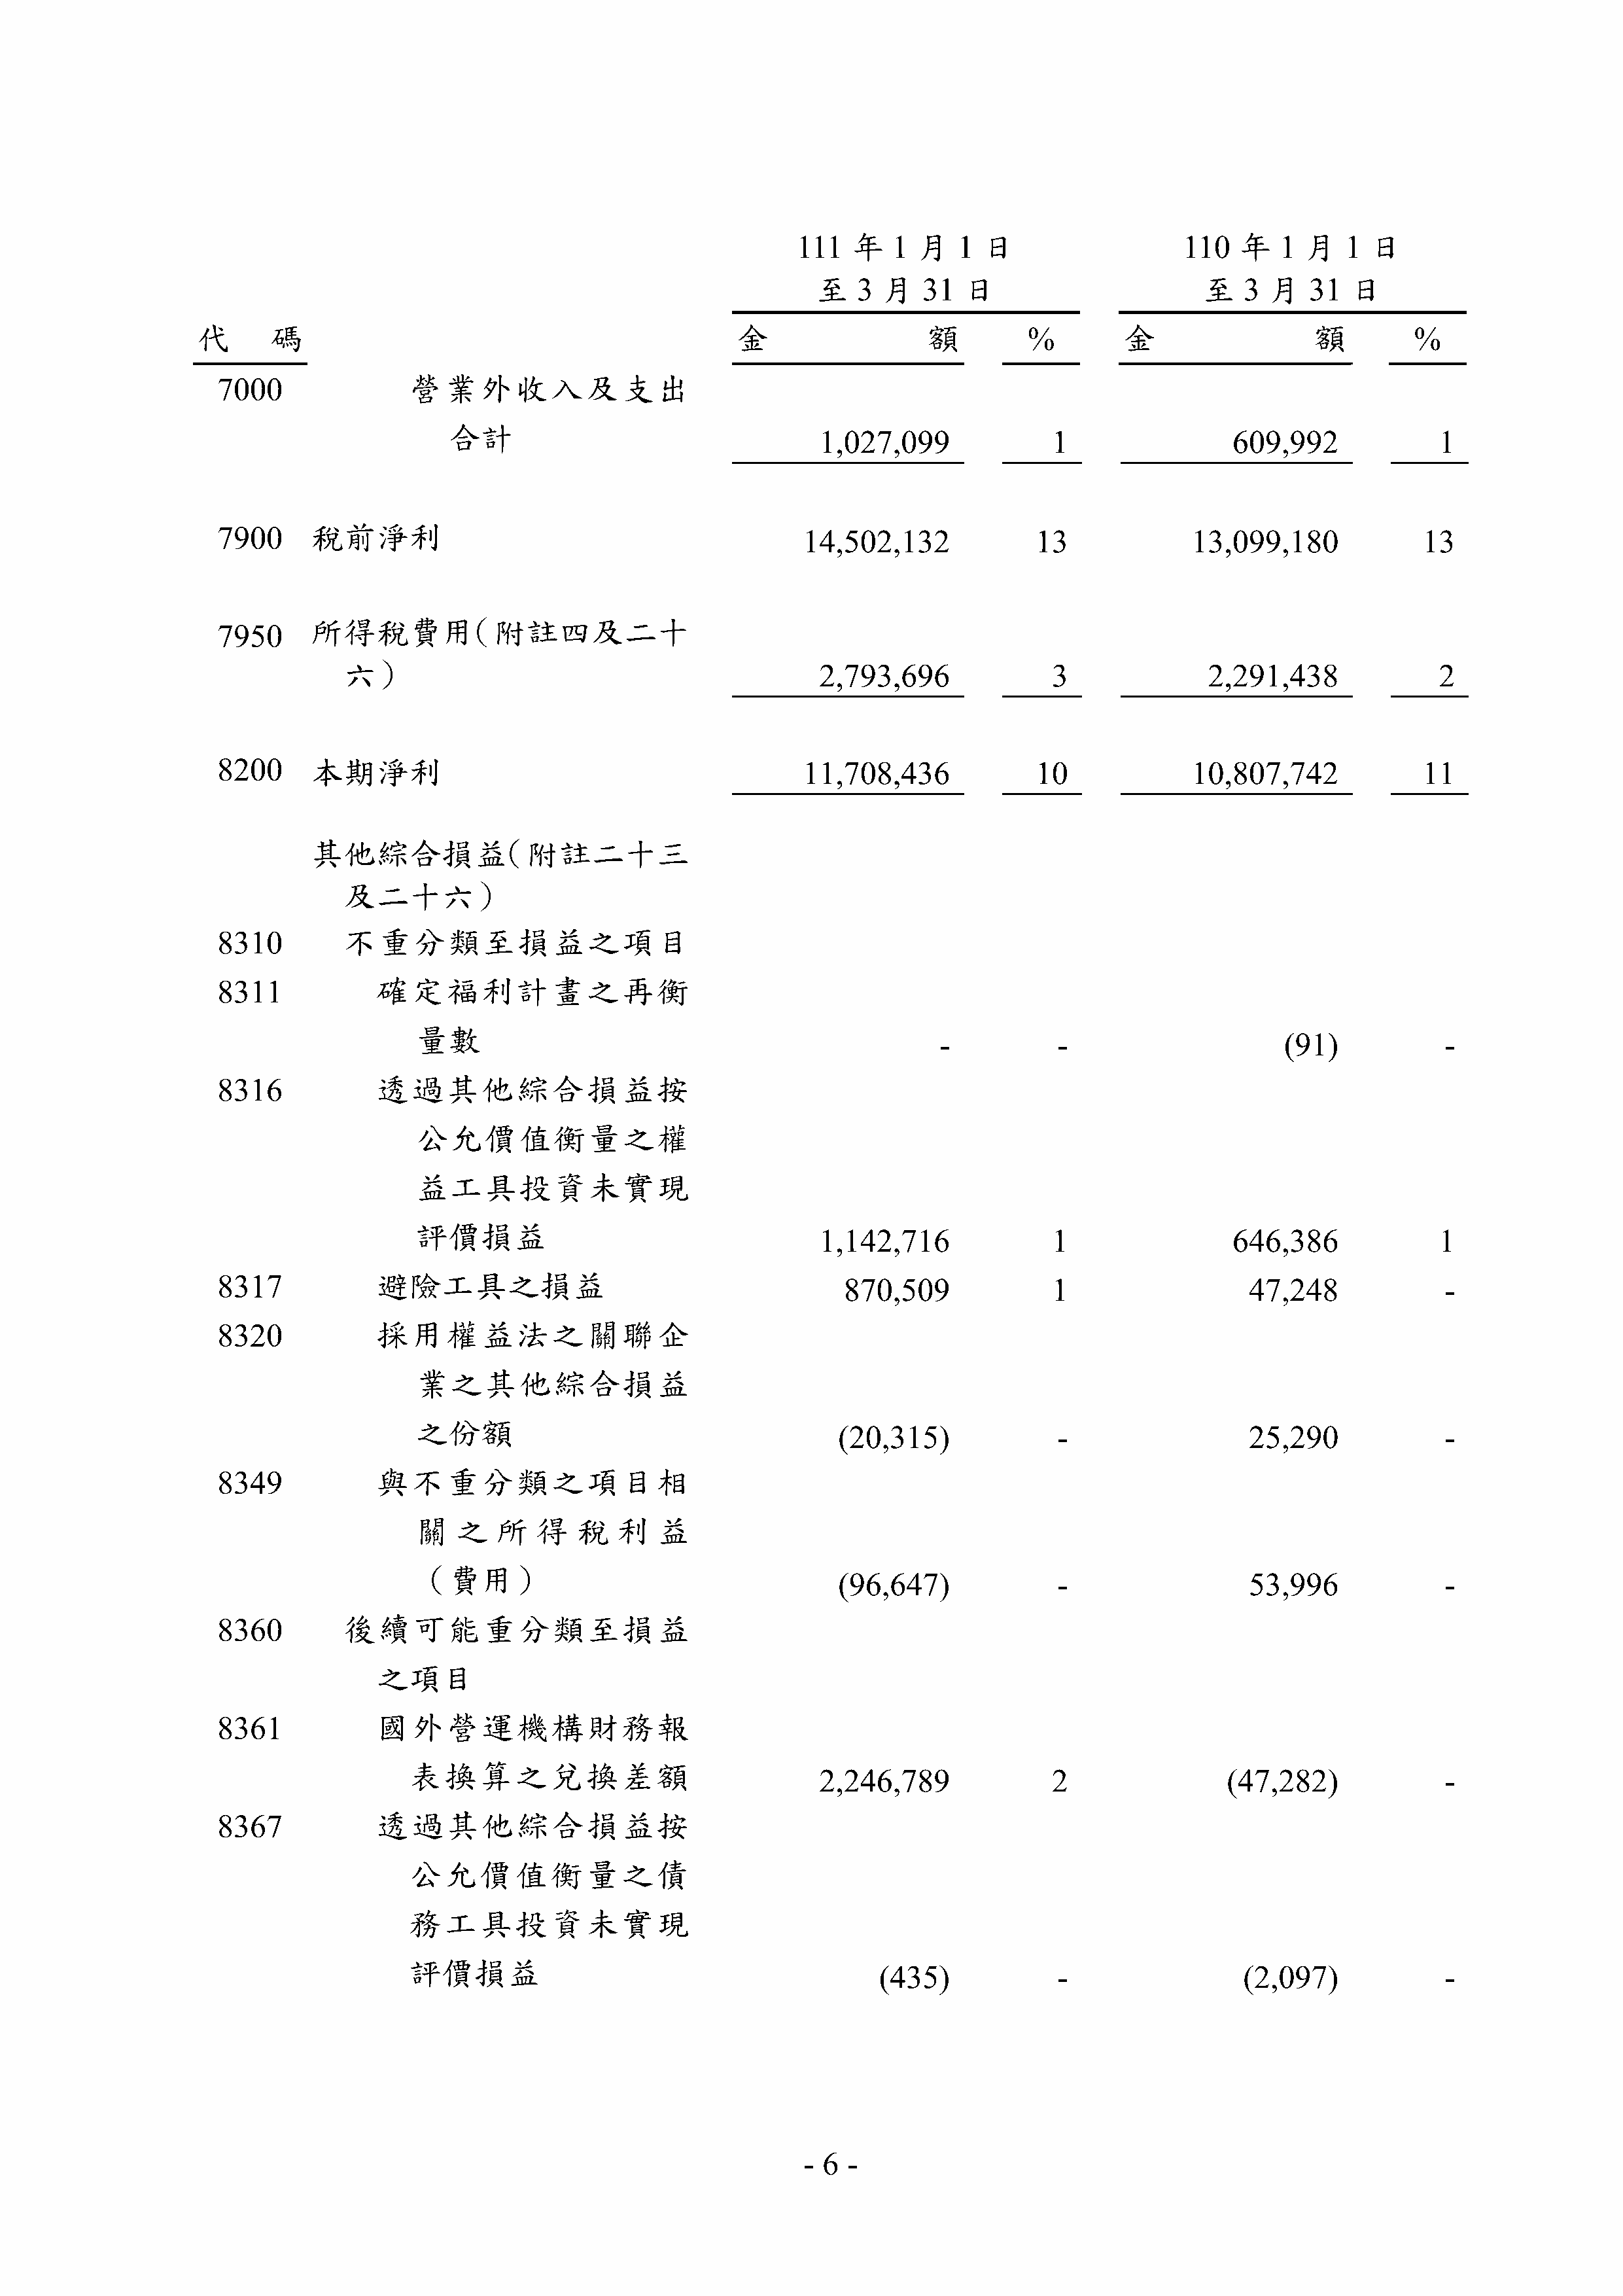 111 年 1 月 1 日 110 年 1 月 1 日
至 3 月 31 日 至 3 月 31 日
代 碼 金 額 % 金 額 %
7000 營業外收入及支出
合計 1,027,099 1 609,992 1
7900 稅前淨利 14,502,132 13 13,099,180 13
7950 所得稅費用(附註四及二十
六) 2,793,696 3 2,291,438 2
8200 本期淨利 11,708,436 10 10,807,742 11
其他綜合損益(附註二十三
及二十六)
8310 不重分類至損益之項目
8311 確定福利計畫之再衡
量數 - - (91) -
8316 透過其他綜合損益按
公允價值衡量之權
益工具投資未實現
評價損益 1,142,716 1 646,386 1
8317 避險工具之損益 870,509 1 47,248 -
8320 採用權益法之關聯企
業之其他綜合損益
之份額 (20,315) - 25,290 -
8349 與不重分類之項目相
關之所得稅利益
(費用) (96,647) - 53,996 -
8360 後續可能重分類至損益
之項目
8361 國外營運機構財務報
表換算之兌換差額 2,246,789 2 (47,282) -
8367 透過其他綜合損益按
公允價值衡量之債
務工具投資未實現
評價損益 (435) - (2,097) -
- 6 -